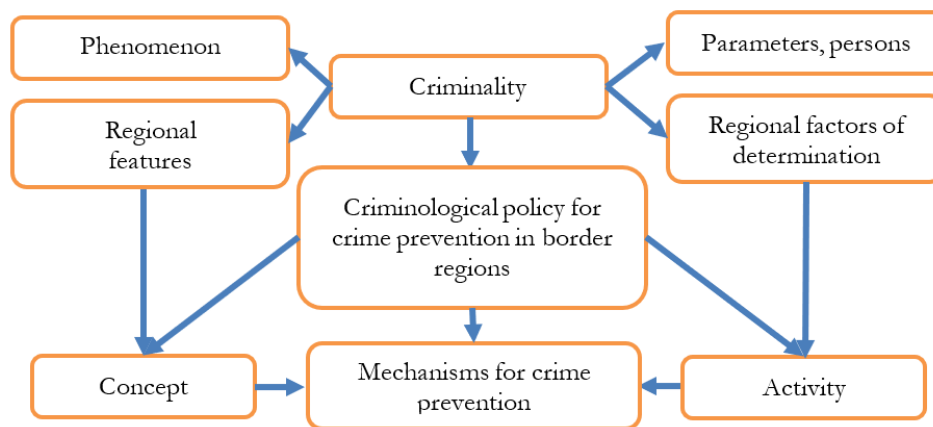 Phenomenon
Parameters, persons
Criminality
Regional
features
Regional factors of
determination
Criminological policy for
crime prevention in border
regions
Concept
Mechanisms for crime
prevention
Activity